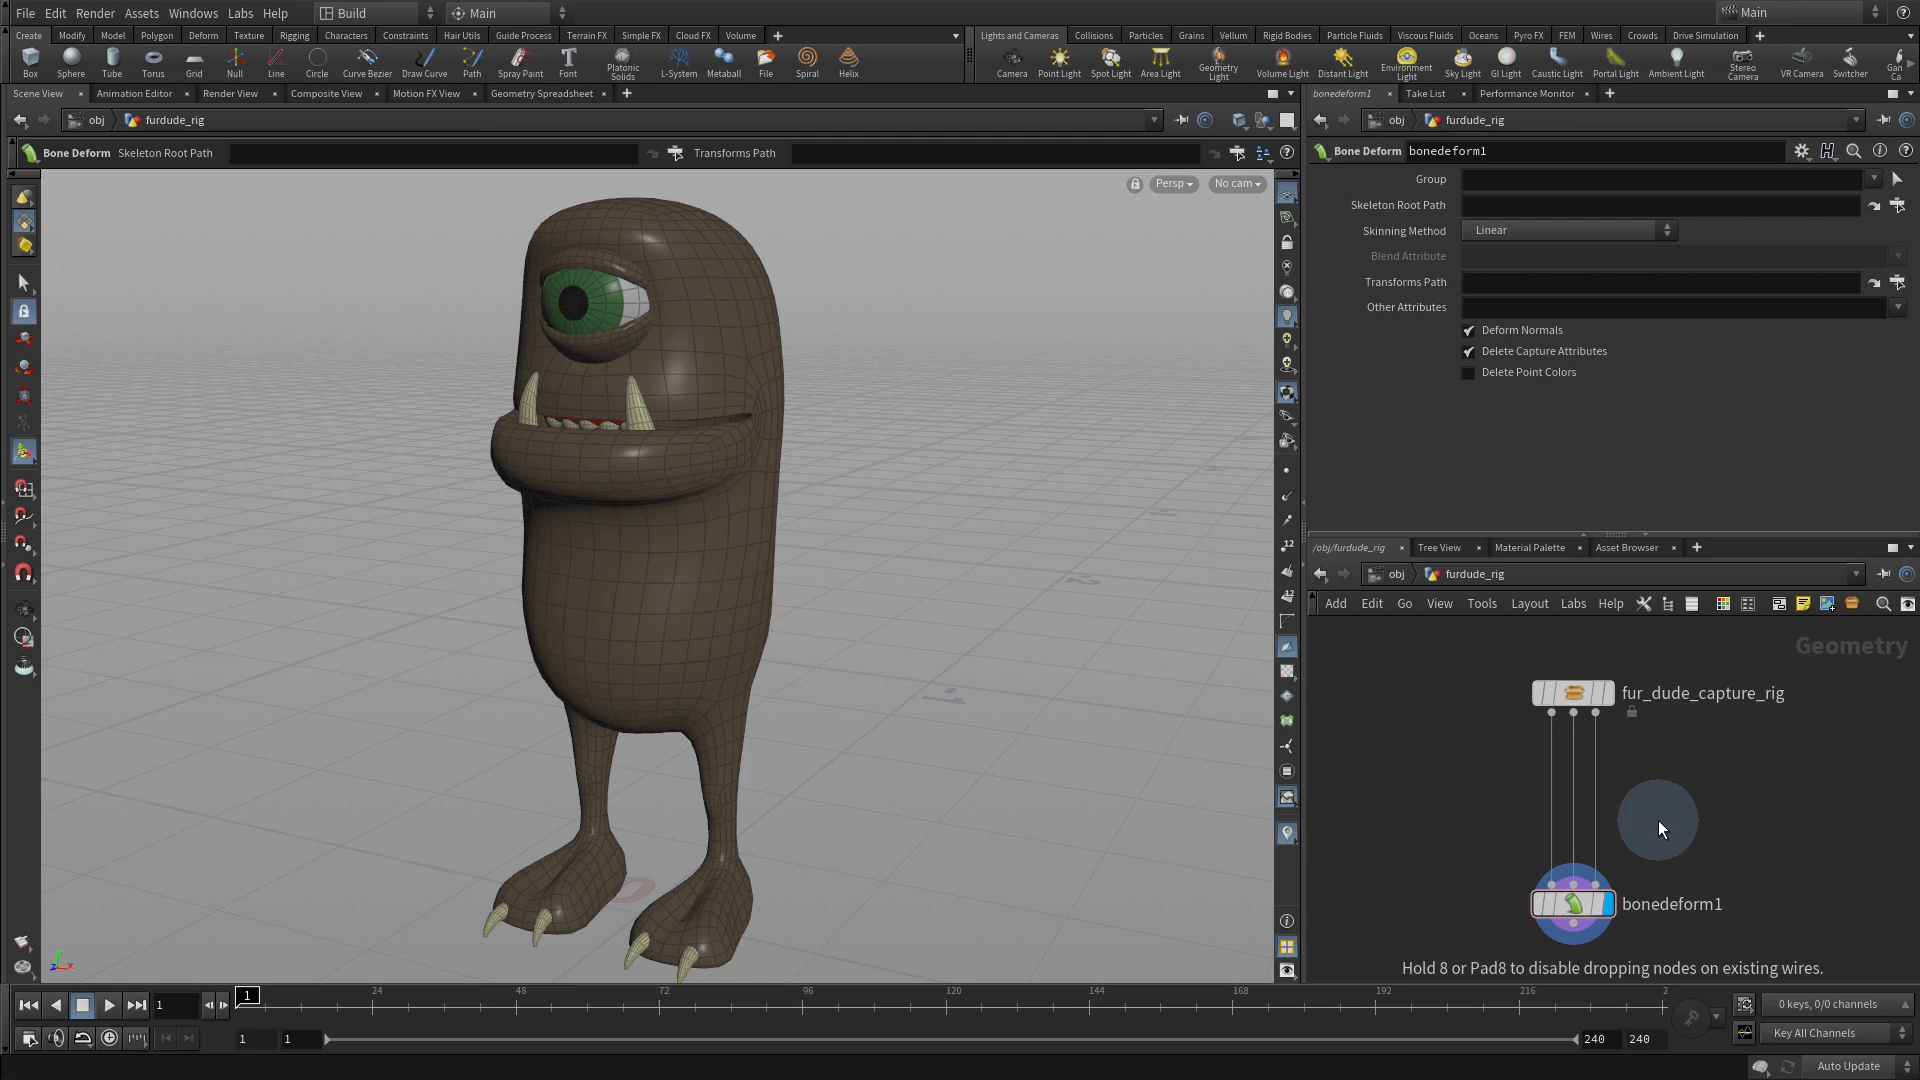 File Edit Render Assets Windows Labs Help Build Main Main
Create Modify Model Polygon Deform Texture Rigging Characters Constraints Hair Utils Guide Process Terrain FX Simple FX Cloud FX Volume
Lights and Cameras Collisions Particles Grains Vellum Rigid Bodies Particle Fluids Viscous Fluids Oceans Pyro FX FEM Wires Crowds Drive Simulation
Box Sphere Tube Torus Grid Null Line Circle Curve Bezier Draw Curve Path Spray Paint Font Platonic Solids L-System Metaball File Spiral Helix
Camera Point Light Spot Light Area Light Geometry Light Volume Light Distant Light Environment Light Sky Light GI Light Caustic Light Portal Light Ambient Light Stereo Camera VR Camera Switcher Gan Ca
Scene View Animation Editor Render View Composite View Motion FX View Geometry Spreadsheet
bonedeform1 Take List Performance Monitor
obj furdude_rig
obj furdude_rig
Bone Deform Skeleton Root Path Transforms Path
Bone Deform bonedeform1
Persp No cam
Group
Skeleton Root Path
Skinning Method Linear
Blend Attribute
Transforms Path
Other Attributes
Deform Normals
Delete Capture Attributes
Delete Point Colors
/obj/furdude_rig Tree View Material Palette Asset Browser
obj furdude_rig
Add Edit Go View Tools Layout Labs Help
Geometry
fur_dude_capture_rig
bonedeform1
Hold 8 or Pad8 to disable dropping nodes on existing wires.
1 1 24 48 72 96 120 144 168 192 216 2
0 keys, 0/0 channels
1 1 240 240
Key All Channels
Auto Update